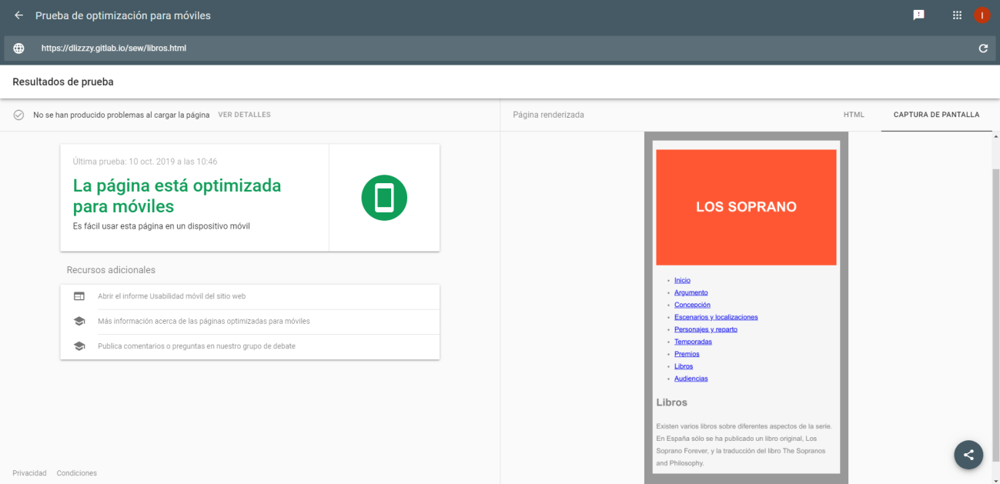 Prueba de optimización para móviles
I
https://dlizzzy.gitlab.io/sew/libros.html
Resultados de prueba
No se han producido problemas al cargar la página VER DETALLES
Página renderizada HTML CAPTURA DE PANTALLA
Última prueba: 10 oct. 2019 a las 10:46
La página está optimizada
para móviles
Es fácil usar esta página en un dispositivo móvil
Recursos adicionales
Abrir el informe Usabilidad móvil del sitio web
Más información acerca de las páginas optimizadas para móviles
Publica comentarios o preguntas en nuestro grupo de debate
Privacidad Condiciones
LOS SOPRANO
Inicio
Argumento
Concepción
Escenarios y localizaciones
Personajes y reparto
Temporadas
Premios
Libros
Audiencias
Libros
Existen varios libros sobre diferentes aspectos de la serie.
En España sólo se ha publicado un libro original, Los
Soprano Forever, y la traducción del libro The Sopranos
and Philosophy.